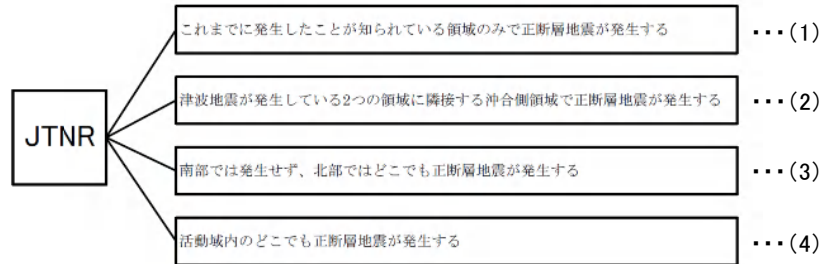 これまでに発生したことが知られている領域のみで正断層地震が発生する
・・・(1)
津波地震が発生している2つの領域に隣接する沖合側領域で正断層地震が発生する
・・・(2)
JTNR
南部では発生せず、北部ではどこでも正断層地震が発生する
・・・(3)
活動域内のどこでも正断層地震が発生する
・・・(4)